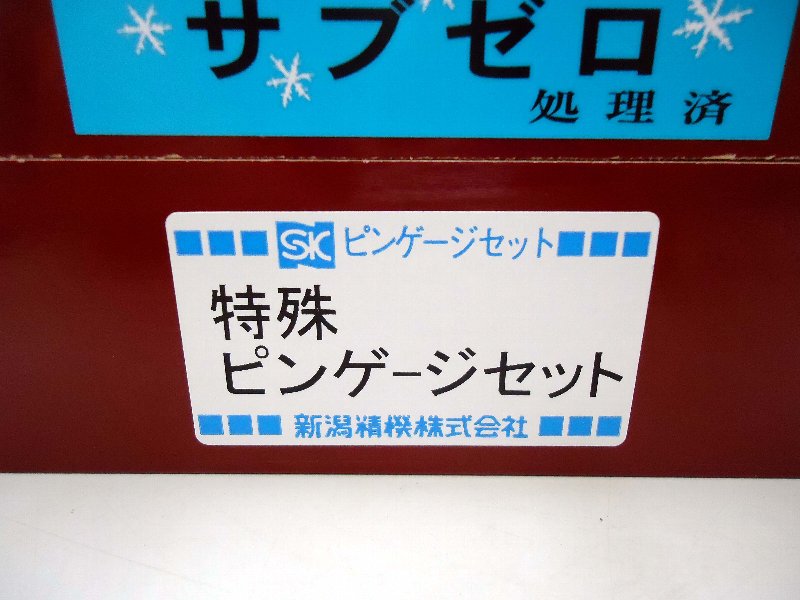 サブゼロ
処理済
SK ピンゲージセット
特殊
ピンゲージセット
新潟精機株式会社